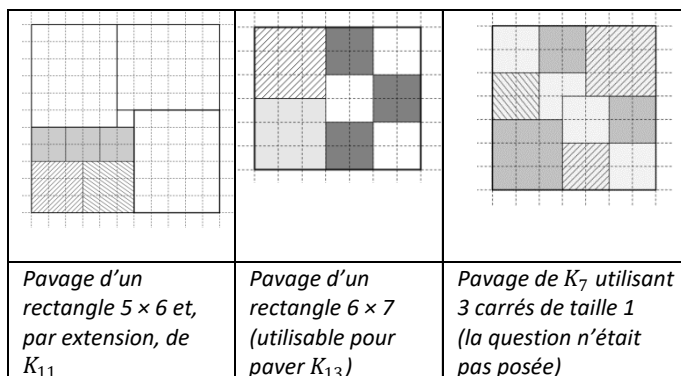 Pavage d’un
rectangle 5 × 6 et,
par extension, de
K₁₁
Pavage d’un
rectangle 6 × 7
(utilisable pour
paver K₁₃)
Pavage de K₇ utilisant
3 carrés de taille 1
(la question n’était
pas posée)